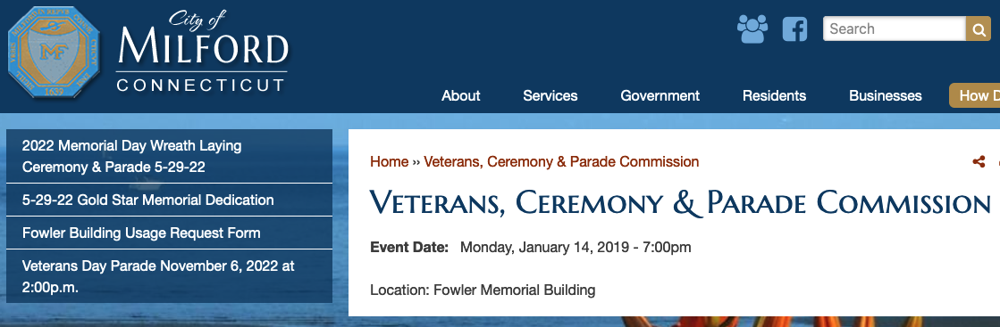 City of
MILFORD
CONNECTICUT
MF
1639
Search
About Services Government Residents Businesses How D
2022 Memorial Day Wreath Laying
Ceremony & Parade 5-29-22
5-29-22 Gold Star Memorial Dedication
Fowler Building Usage Request Form
Veterans Day Parade November 6, 2022 at
2:00p.m.
Home ›› Veterans, Ceremony & Parade Commission
Veterans, Ceremony & Parade Commission
Event Date: Monday, January 14, 2019 - 7:00pm
Location: Fowler Memorial Building